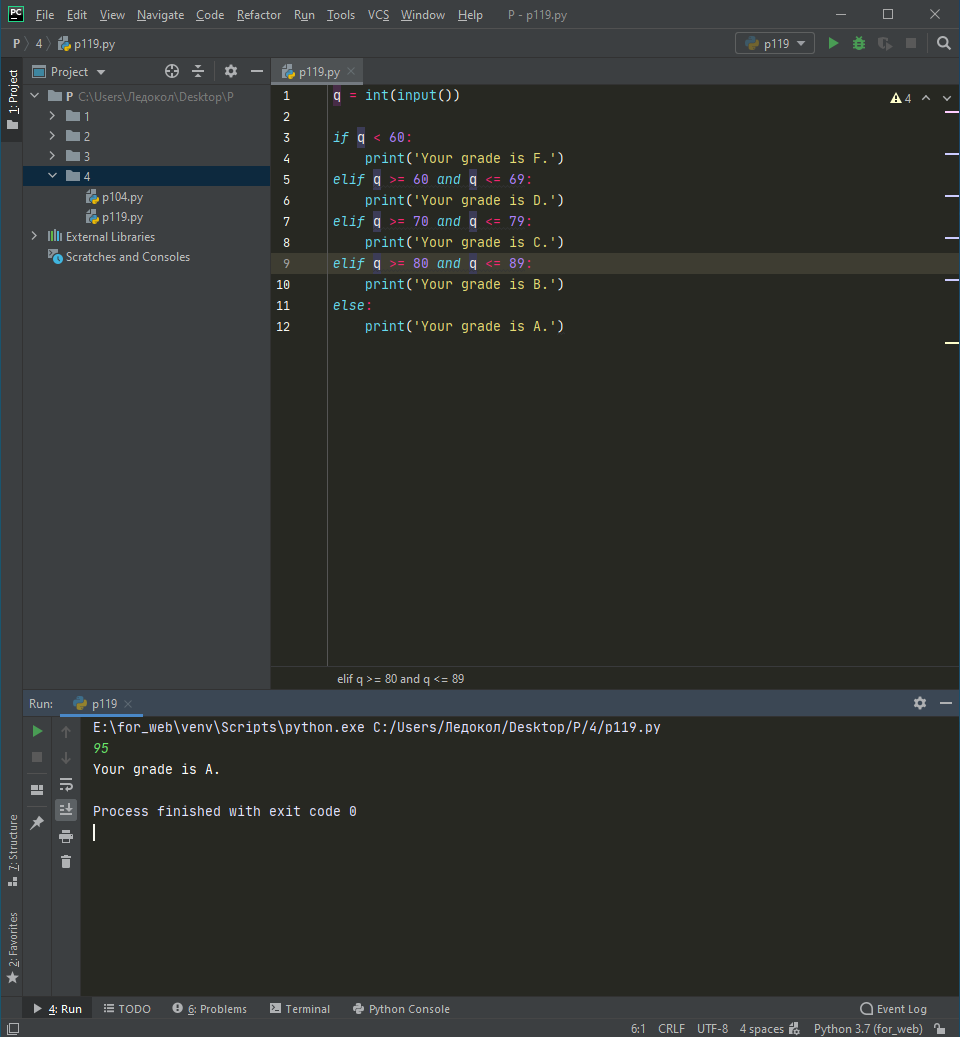 PC File Edit View Navigate Code Refactor Run Tools VCS Window Help P - p119.py
P 4 p119.py p119
1: Project
Project
p119.py
P C:\Users\Ледокол\Desktop\P
1
2
3
4
p104.py
p119.py
External Libraries
Scratches and Consoles
4
1 q = int(input())
2
3 if q < 60:
4     print('Your grade is F.')
5 elif q >= 60 and q <= 69:
6     print('Your grade is D.')
7 elif q >= 70 and q <= 79:
8     print('Your grade is C.')
9 elif q >= 80 and q <= 89:
10     print('Your grade is B.')
11 else:
12     print('Your grade is A.')
elif q >= 80 and q <= 89
Run: p119
E:\for_web\venv\Scripts\python.exe C:/Users/Ледокол/Desktop/P/4/p119.py
95
Your grade is A.
Process finished with exit code 0
7: Structure
2: Favorites
4: Run TODO 6: Problems Terminal Python Console Event Log
6:1 CRLF UTF-8 4 spaces Python 3.7 (for_web)